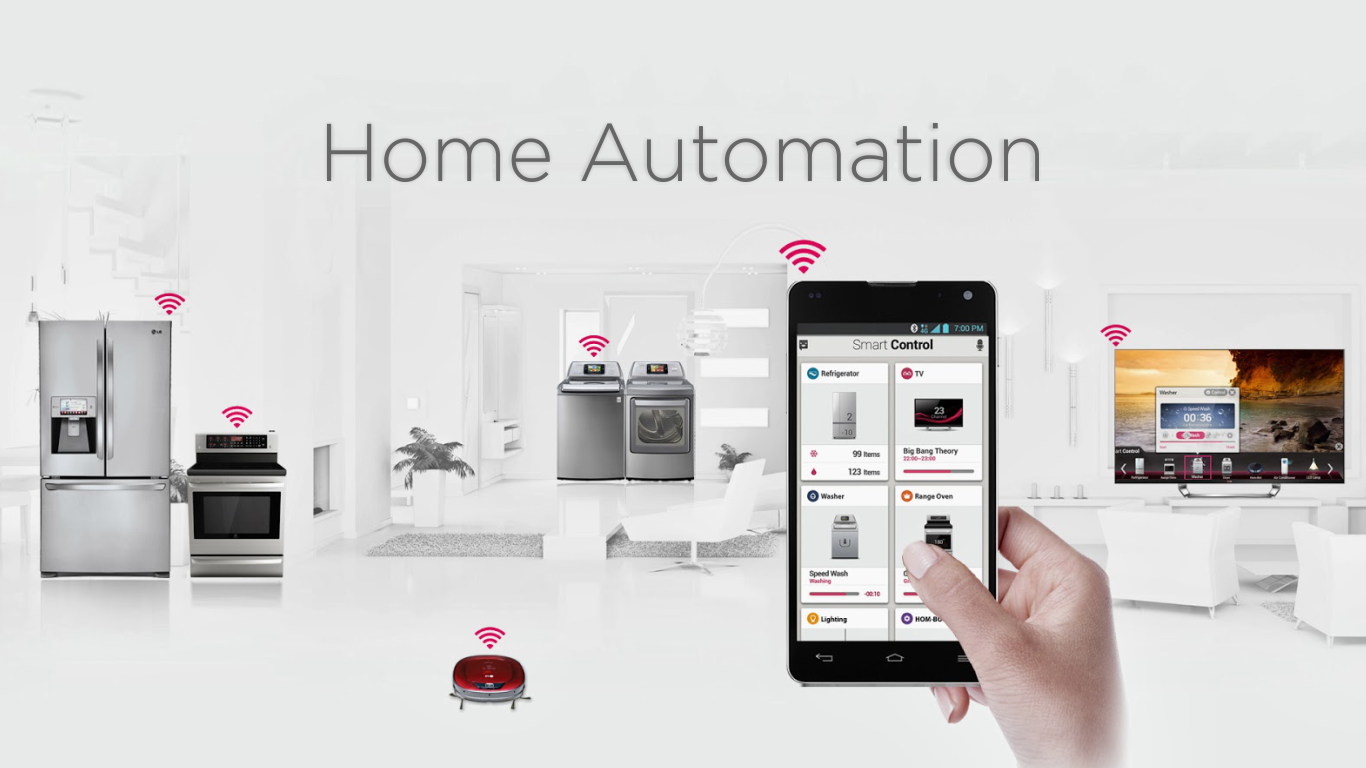 Home Automation
LG
7:00 PM
Smart Control
Refrigerator
2
-10
99 Items
123 Items
TV
23
Big Bang Theory
22:00~23:00
Washer
Speed Wash
Washing
-00:10
Range Oven
Lighting
HOM-B
Washer
Speed Wash
00:36
art Control
Refrigerator
Washer